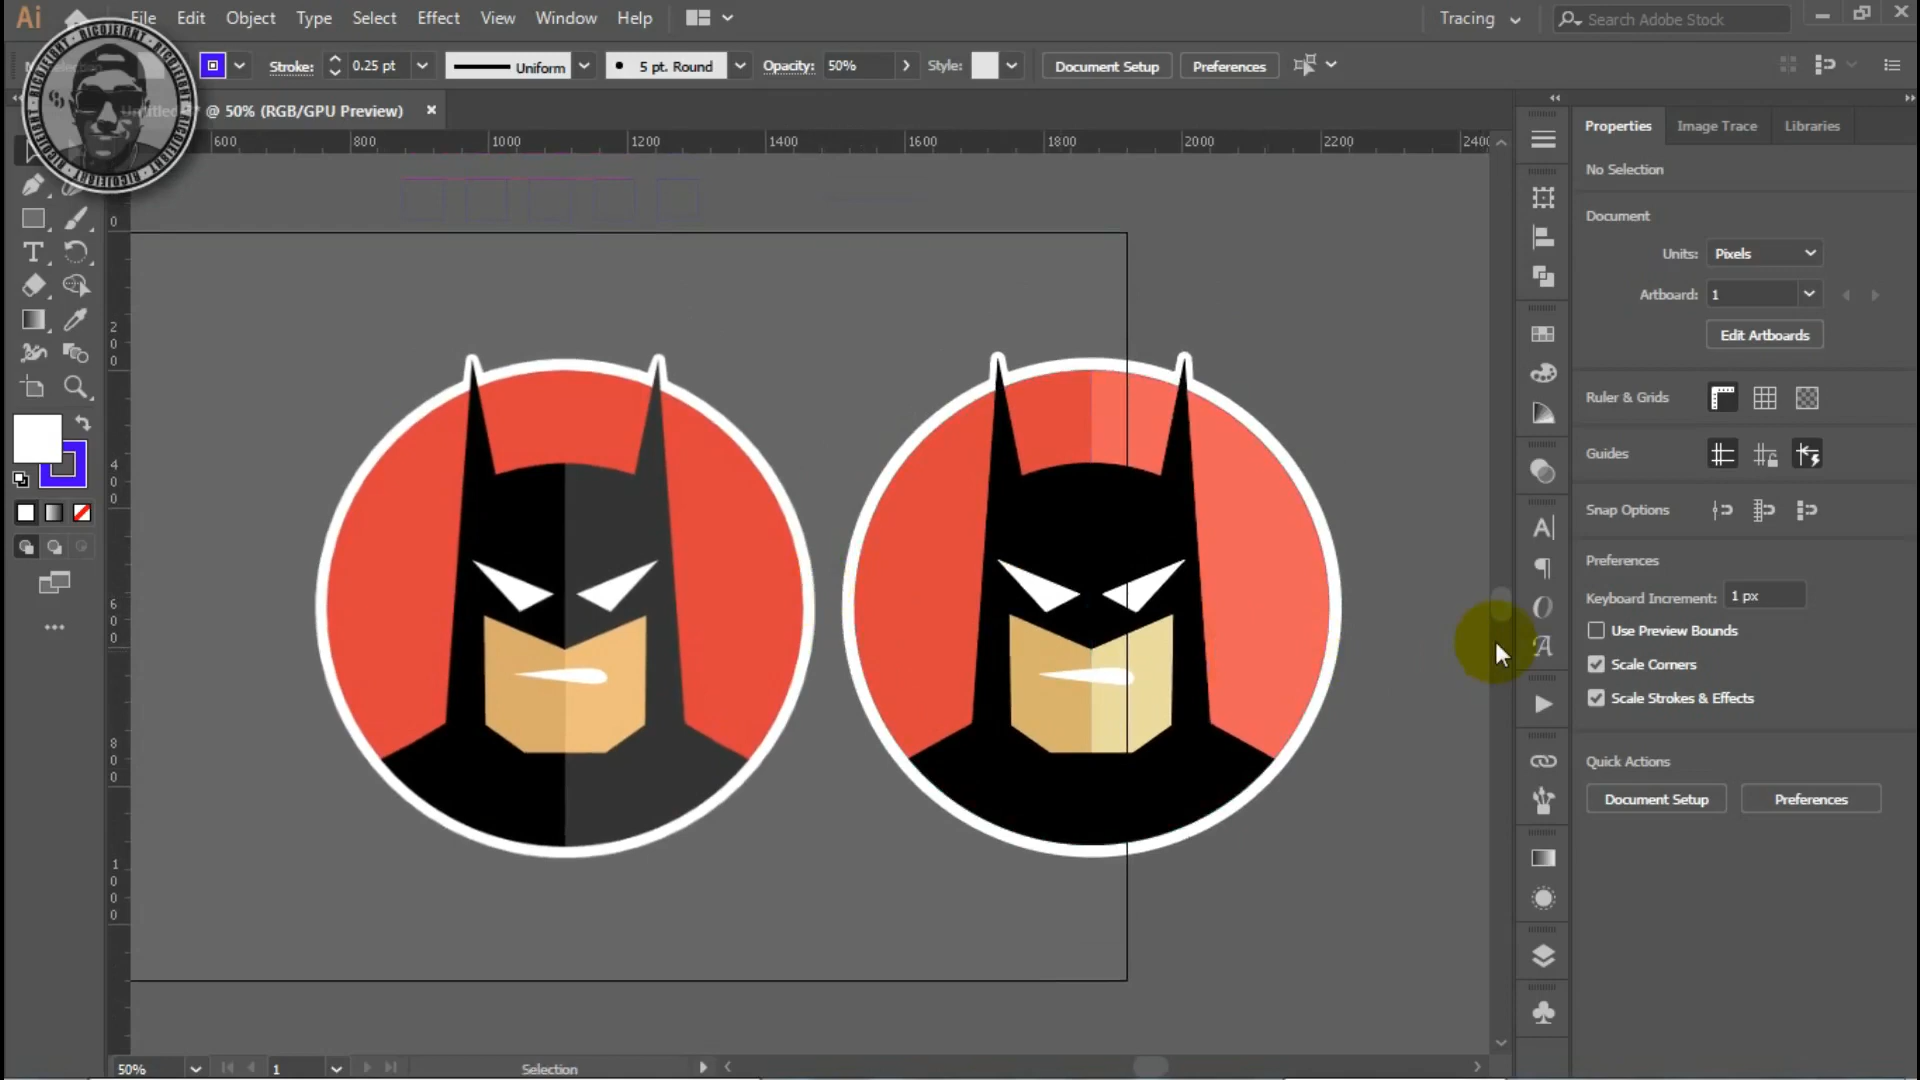 Ai File Edit Object Type Select Effect View Window Help Tracing Search Adobe Stock
Stroke: 0.25 pt Uniform 5 pt. Round Opacity: 50% Style: Document Setup Preferences
@ 50% (RGB/GPU Preview)
RICOJEIGHT
600 800 1000 1200 1400 1600 1800 2000 2200 2400
0
200
400
600
800
1000
Properties Image Trace Libraries
No Selection
Document
Units: Pixels
Artboard: 1
Edit Artboards
Ruler & Grids
Guides
Snap Options
Preferences
Keyboard Increment: 1 px
Use Preview Bounds
Scale Corners
Scale Strokes & Effects
Quick Actions
Document Setup Preferences
50% 1 Selection